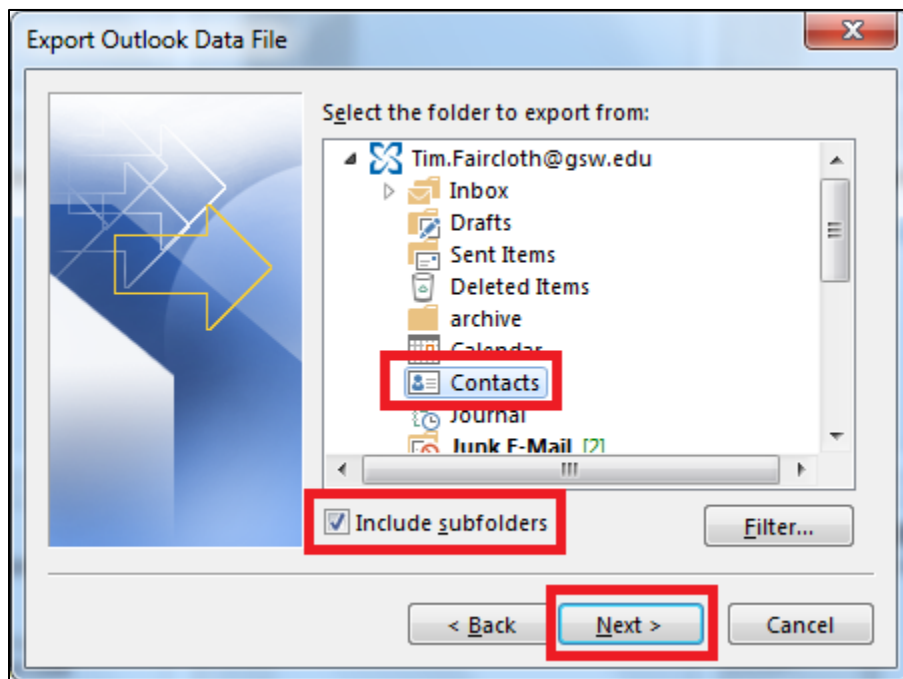 Export Outlook Data File
Select the folder to export from:
Tim.Faircloth@gsw.edu
Inbox
Drafts
Sent Items
Deleted Items
archive
Calendar
Contacts
Journal
Junk E-Mail [2]
Include subfolders
Filter...
< Back Next > Cancel